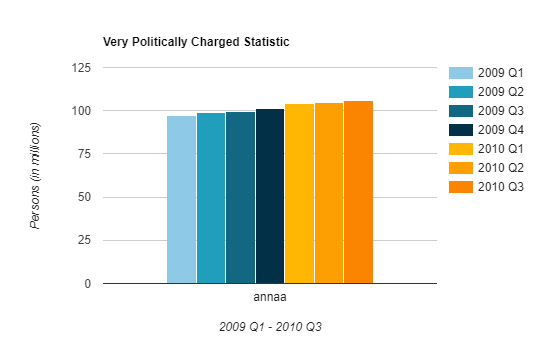 Very Politically Charged Statistic
125
100
75
50
25
0
Persons (in millions)
annaa
2009 Q1 - 2010 Q3
2009 Q1
2009 Q2
2009 Q3
2009 Q4
2010 Q1
2010 Q2
2010 Q3